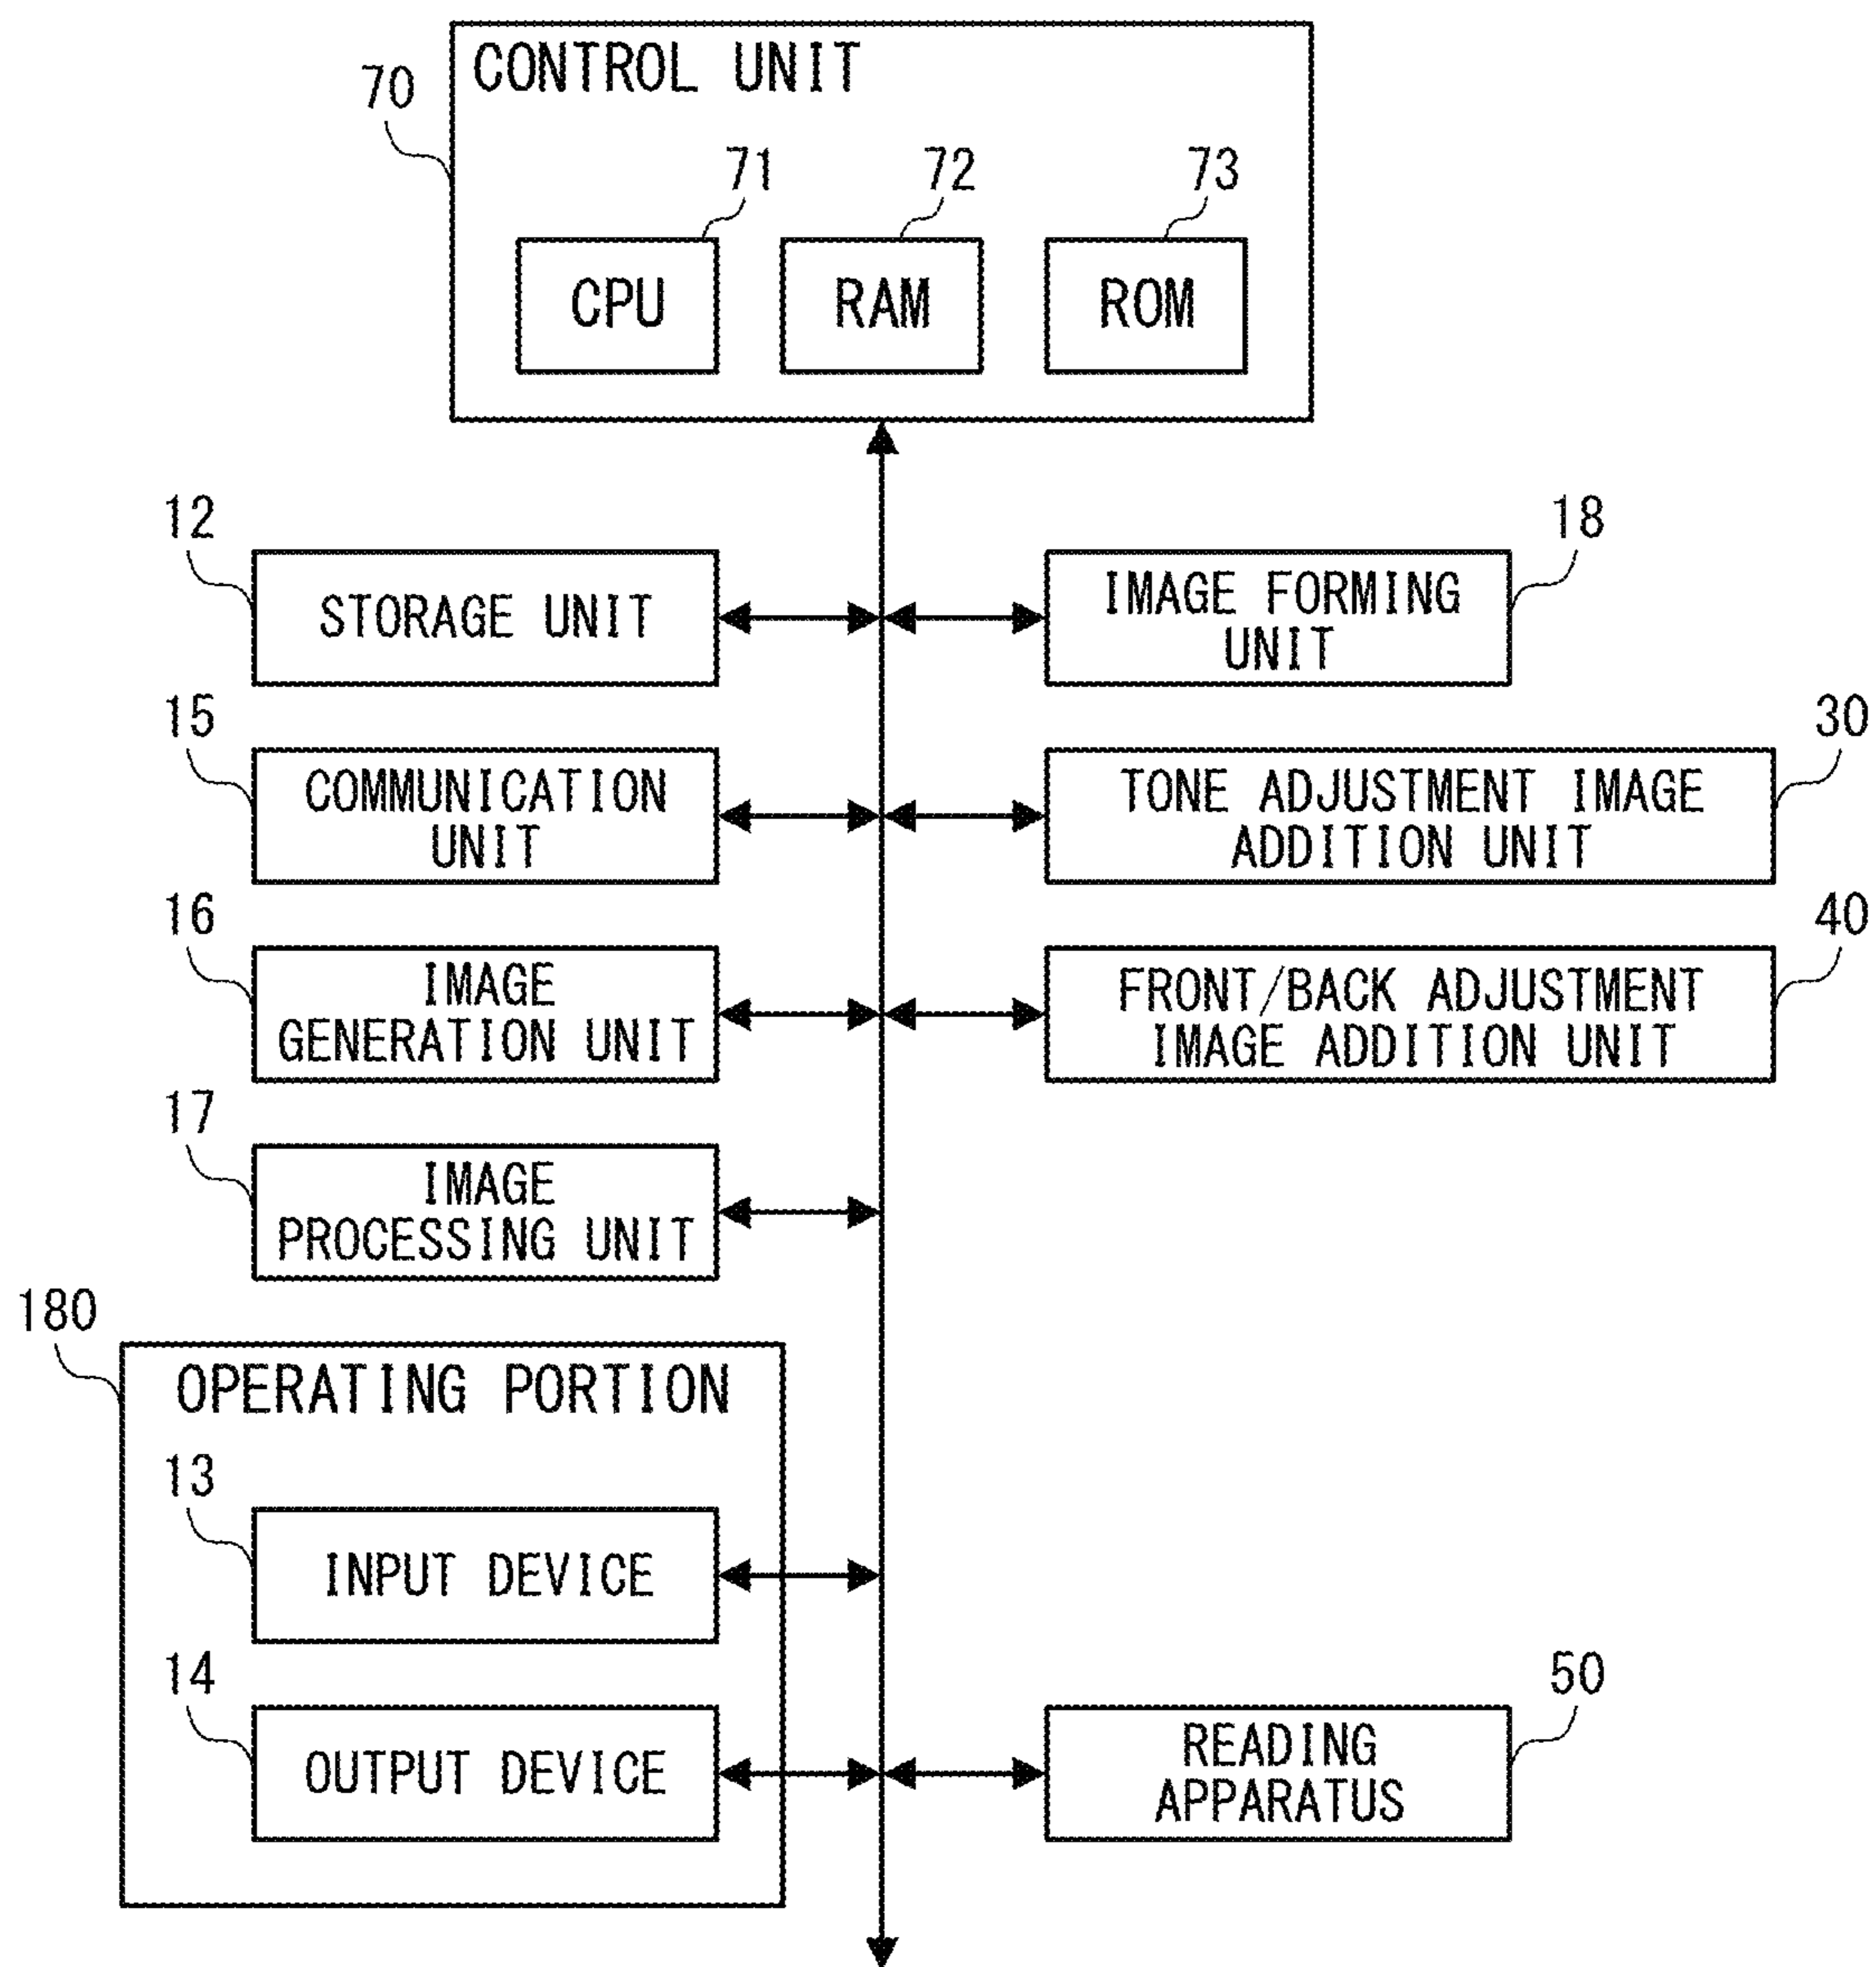 70
CONTROL UNIT
71
72
73
CPU
RAM
ROM
12
STORAGE UNIT
18
IMAGE FORMING
UNIT
15
COMMUNICATION
UNIT
30
TONE ADJUSTMENT IMAGE
ADDITION UNIT
16
IMAGE
GENERATION UNIT
40
FRONT/BACK ADJUSTMENT
IMAGE ADDITION UNIT
17
IMAGE
PROCESSING UNIT
180
OPERATING PORTION
13
INPUT DEVICE
14
OUTPUT DEVICE
50
READING
APPARATUS